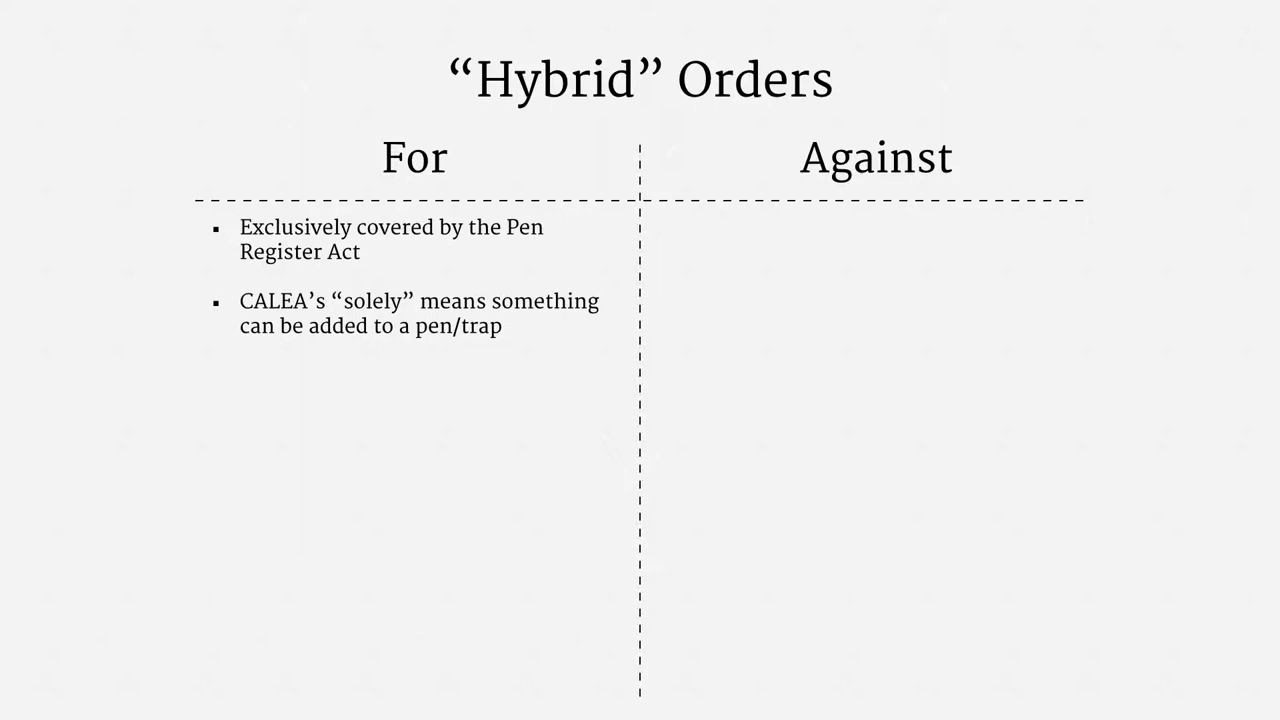 “Hybrid” Orders
For
Against
▪ Exclusively covered by the Pen
Register Act
▪ CALEA’s “solely” means something
can be added to a pen/trap